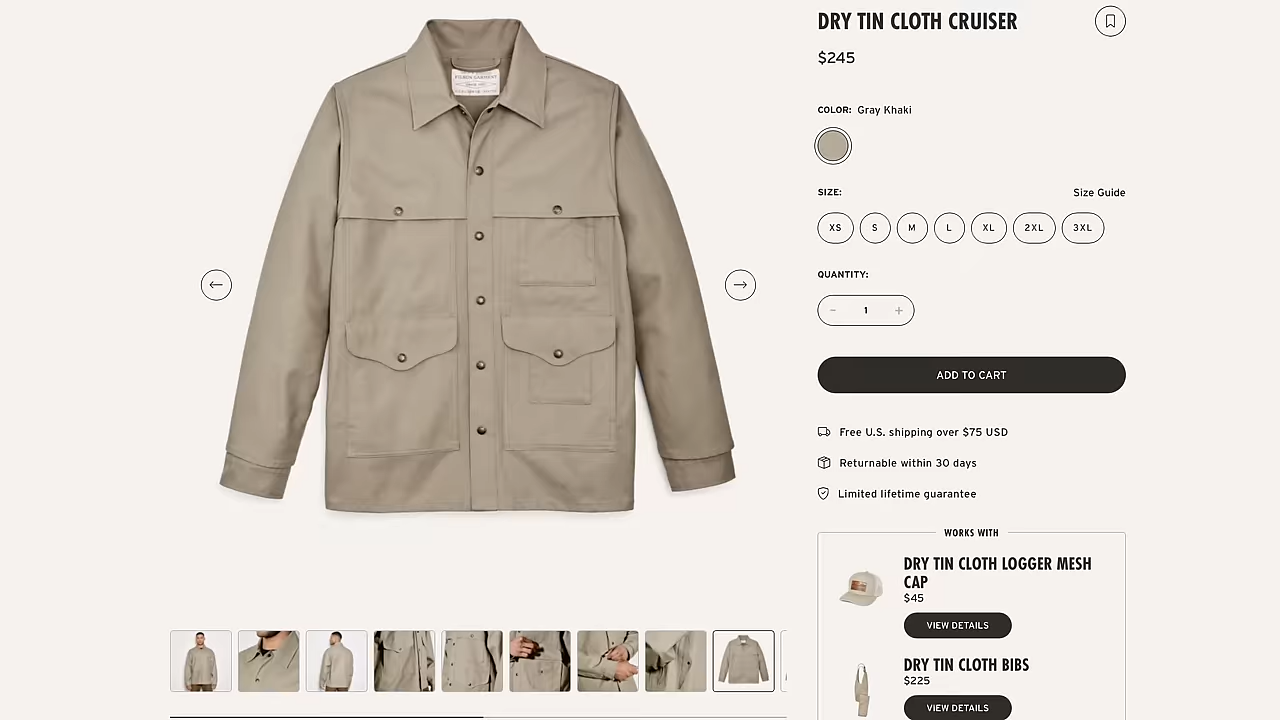 DRY TIN CLOTH CRUISER
$245
COLOR: Gray Khaki
SIZE:
Size Guide
XS
S
M
L
XL
2XL
3XL
QUANTITY:
− 1 +
ADD TO CART
Free U.S. shipping over $75 USD
Returnable within 30 days
Limited lifetime guarantee
WORKS WITH
DRY TIN CLOTH LOGGER MESH
CAP
$45
VIEW DETAILS
DRY TIN CLOTH BIBS
$225
VIEW DETAILS